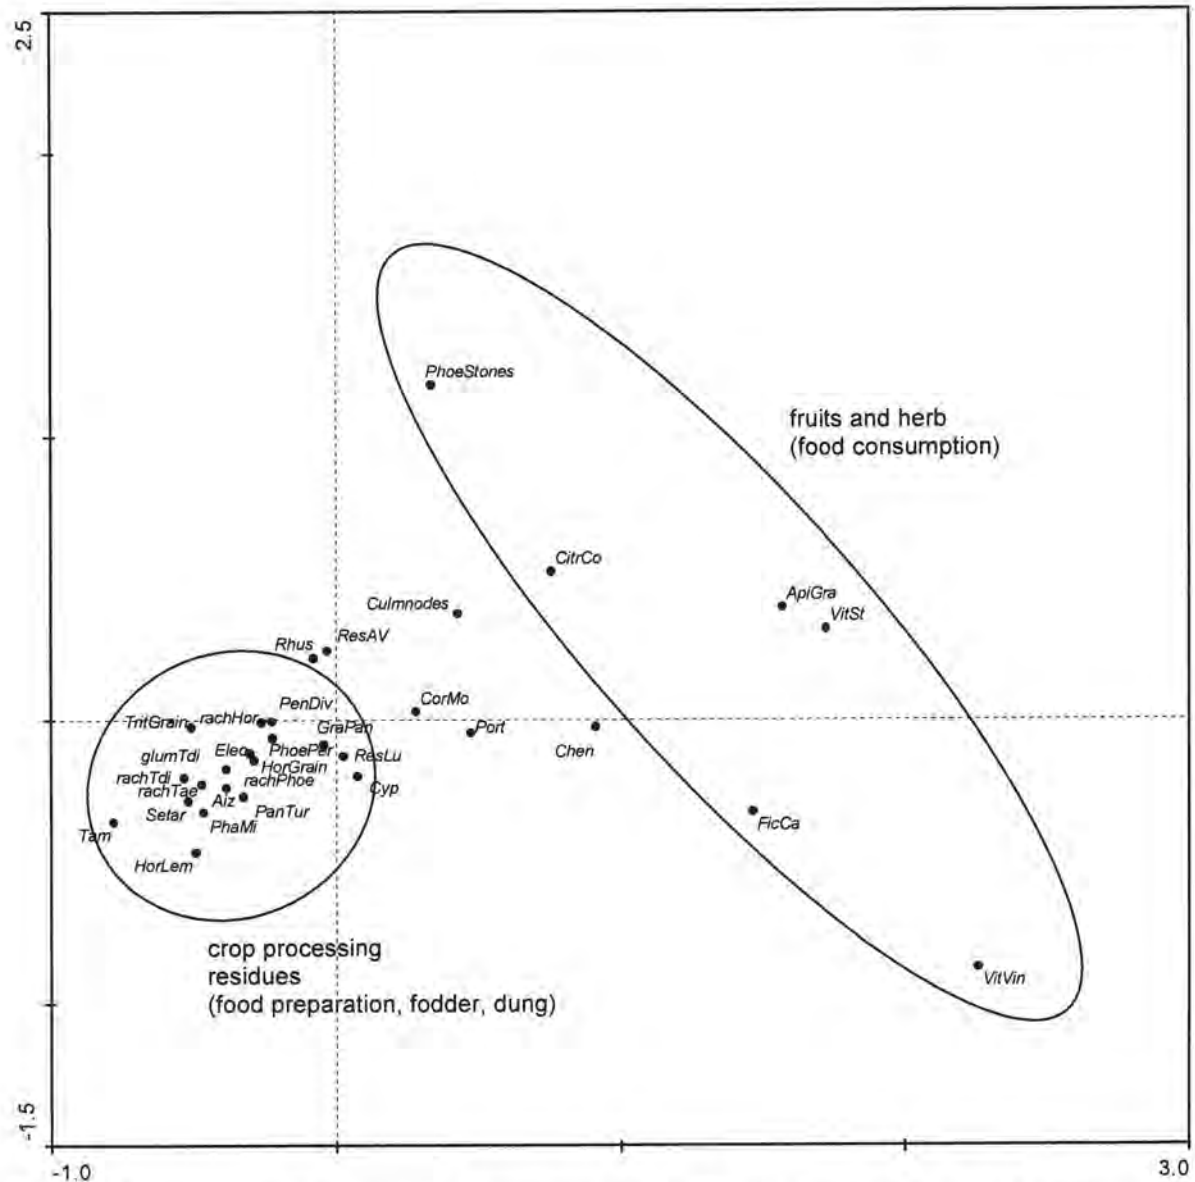 2.5
PhoeStones
fruits and herb
(food consumption)
CitrCo
Culmnodes
ApiGra
VitSt
Rhus
ResAV
CorMo
PenDiv
TritGrain
rachHor
GraPan
Port
Chen
Eleo
PhoePer
ResLu
glumTdi
HorGrain
rachTdi
rachPhoe
Cyp
rachTae
Aiz
Setar
PanTur
PhaMi
Tam
FicCa
HorLem
crop processing
residues
(food preparation, fodder, dung)
VitVin
-1.5
-1.0
3.0